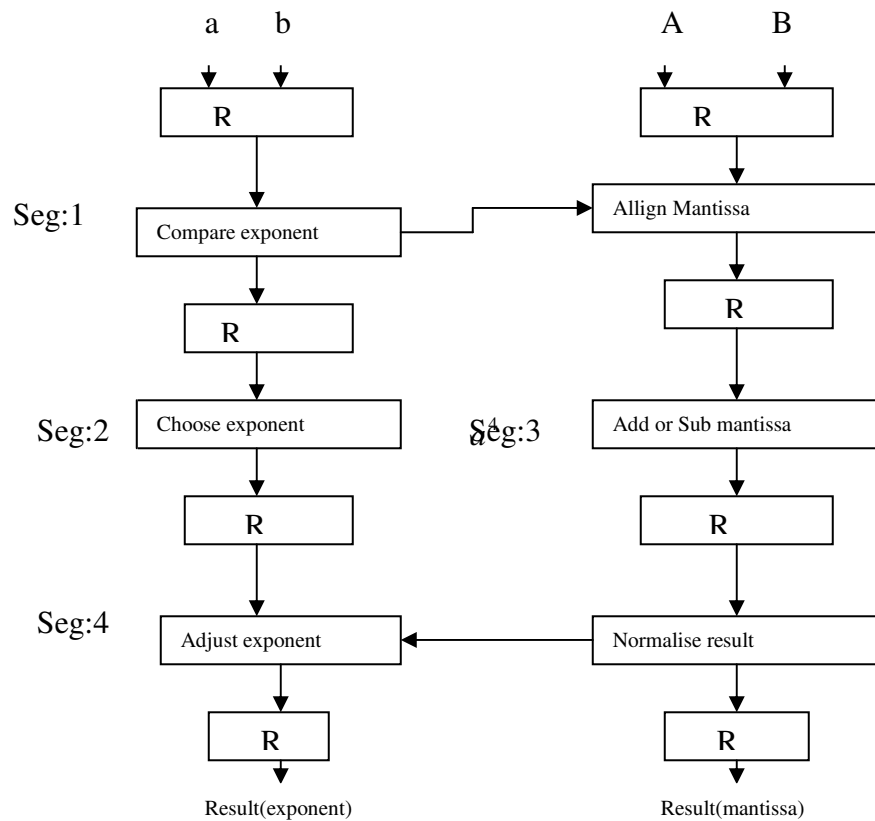 a b A B
R R
Seg:1 Compare exponent Allign Mantissa
R R
Seg:2 Choose exponent Seg:3 Add or Sub mantissa
R R
Seg:4 Adjust exponent Normalise result
R R
Result(exponent) Result(mantissa)